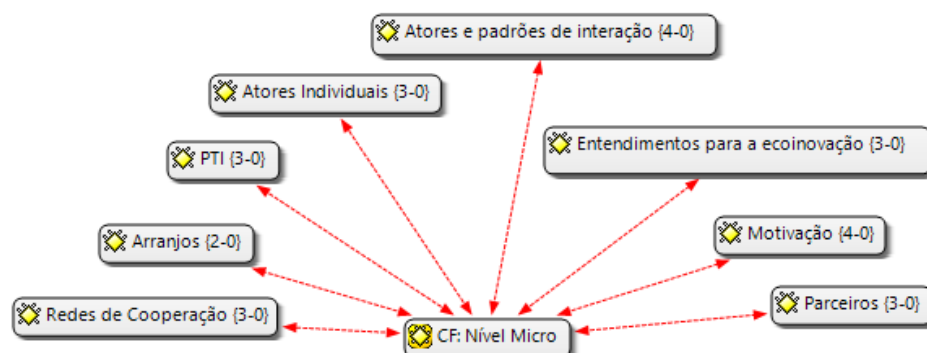 Atores e padrões de interação {4-0}
Atores Individuais {3-0}
Entendimentos para a ecoinovação {3-0}
PTI {3-0}
Motivação {4-0}
Arranjos {2-0}
Parceiros {3-0}
Redes de Cooperação {3-0}
CF: Nível Micro